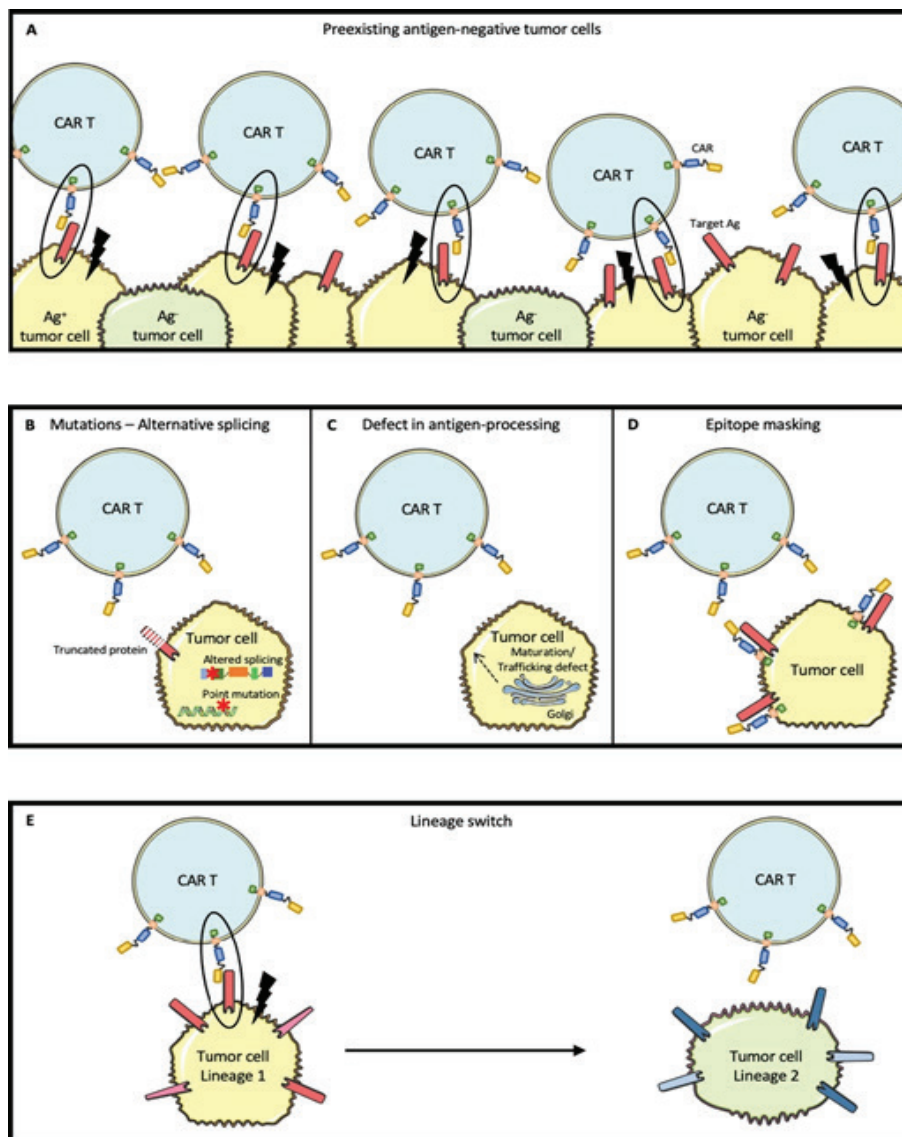 A Preexisting antigen-negative tumor cells
CAR T
CAR T
CAR T
CAR T
CAR T
CAR
Target Ag
Ag⁺
tumor cell
Ag⁻
tumor cell
Ag⁻
tumor cell
Ag⁻
tumor cell
B Mutations – Alternative splicing
CAR T
Truncated protein
Tumor cell
Altered splicing
Point mutation
C Defect in antigen-processing
CAR T
Tumor cell
Maturation/
Trafficking defect
Golgi
D Epitope masking
CAR T
Tumor cell
E Lineage switch
CAR T
Tumor cell
Lineage 1
CAR T
Tumor cell
Lineage 2